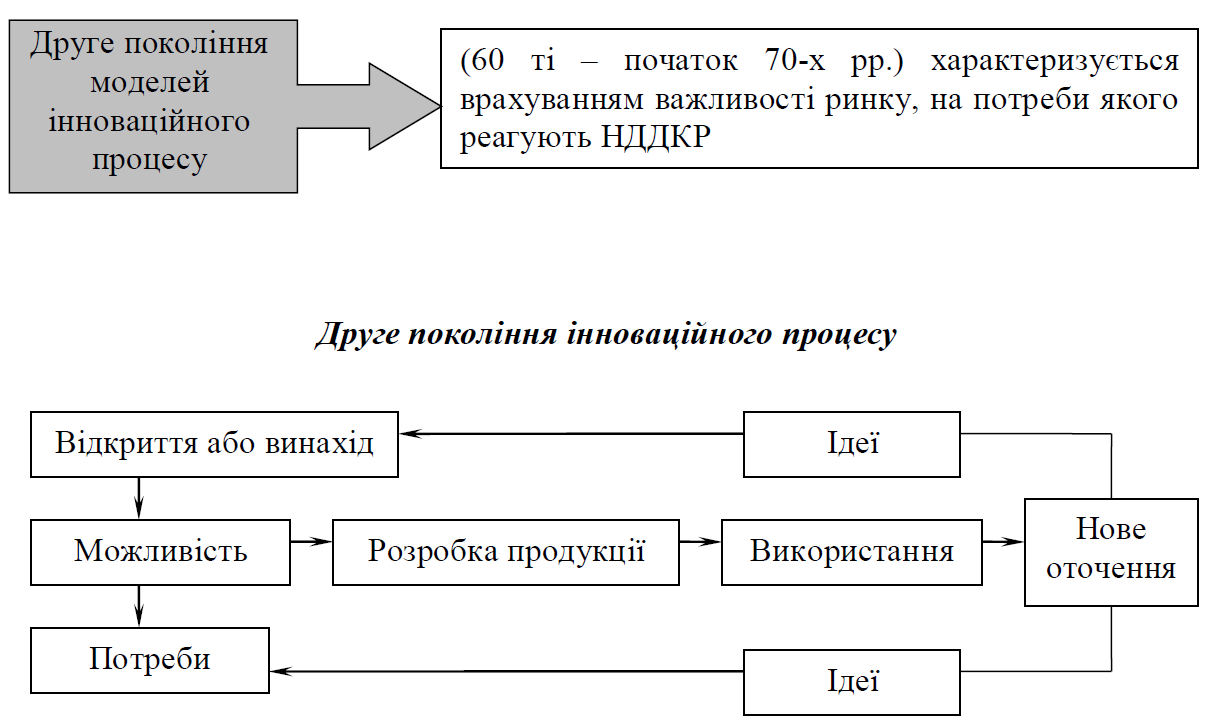 Друге покоління
моделей
інноваційного
процесу
(60 ті – початок 70-х рр.) характеризується
врахуванням важливості ринку, на потреби якого
реагують НДДКР
Друге покоління інноваційного процесу
Відкриття або винахід
Ідеї
Можливість
Розробка продукції
Використання
Нове
оточення
Потреби
Ідеї